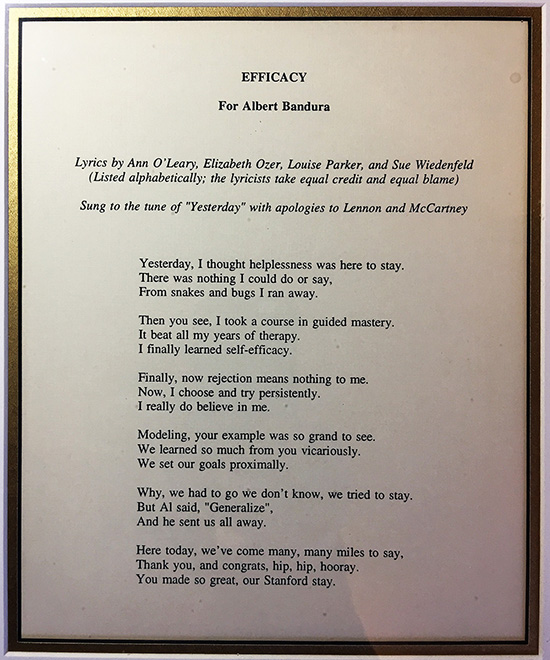 EFFICACY
For Albert Bandura
Lyrics by Ann O'Leary, Elizabeth Ozer, Louise Parker, and Sue Wiedenfeld
(Listed alphabetically; the lyricists take equal credit and equal blame)
Sung to the tune of "Yesterday" with apologies to Lennon and McCartney
Yesterday, I thought helplessness was here to stay.
There was nothing I could do or say,
From snakes and bugs I ran away.
Then you see, I took a course in guided mastery.
It beat all my years of therapy.
I finally learned self-efficacy.
Finally, now rejection means nothing to me.
Now, I choose and try persistently.
I really do believe in me.
Modeling, your example was so grand to see.
We learned so much from you vicariously.
We set our goals proximally.
Why, we had to go we don't know, we tried to stay.
But Al said, "Generalize",
And he sent us all away.
Here today, we've come many, many miles to say,
Thank you, and congrats, hip, hip, hooray.
You made so great, our Stanford stay.